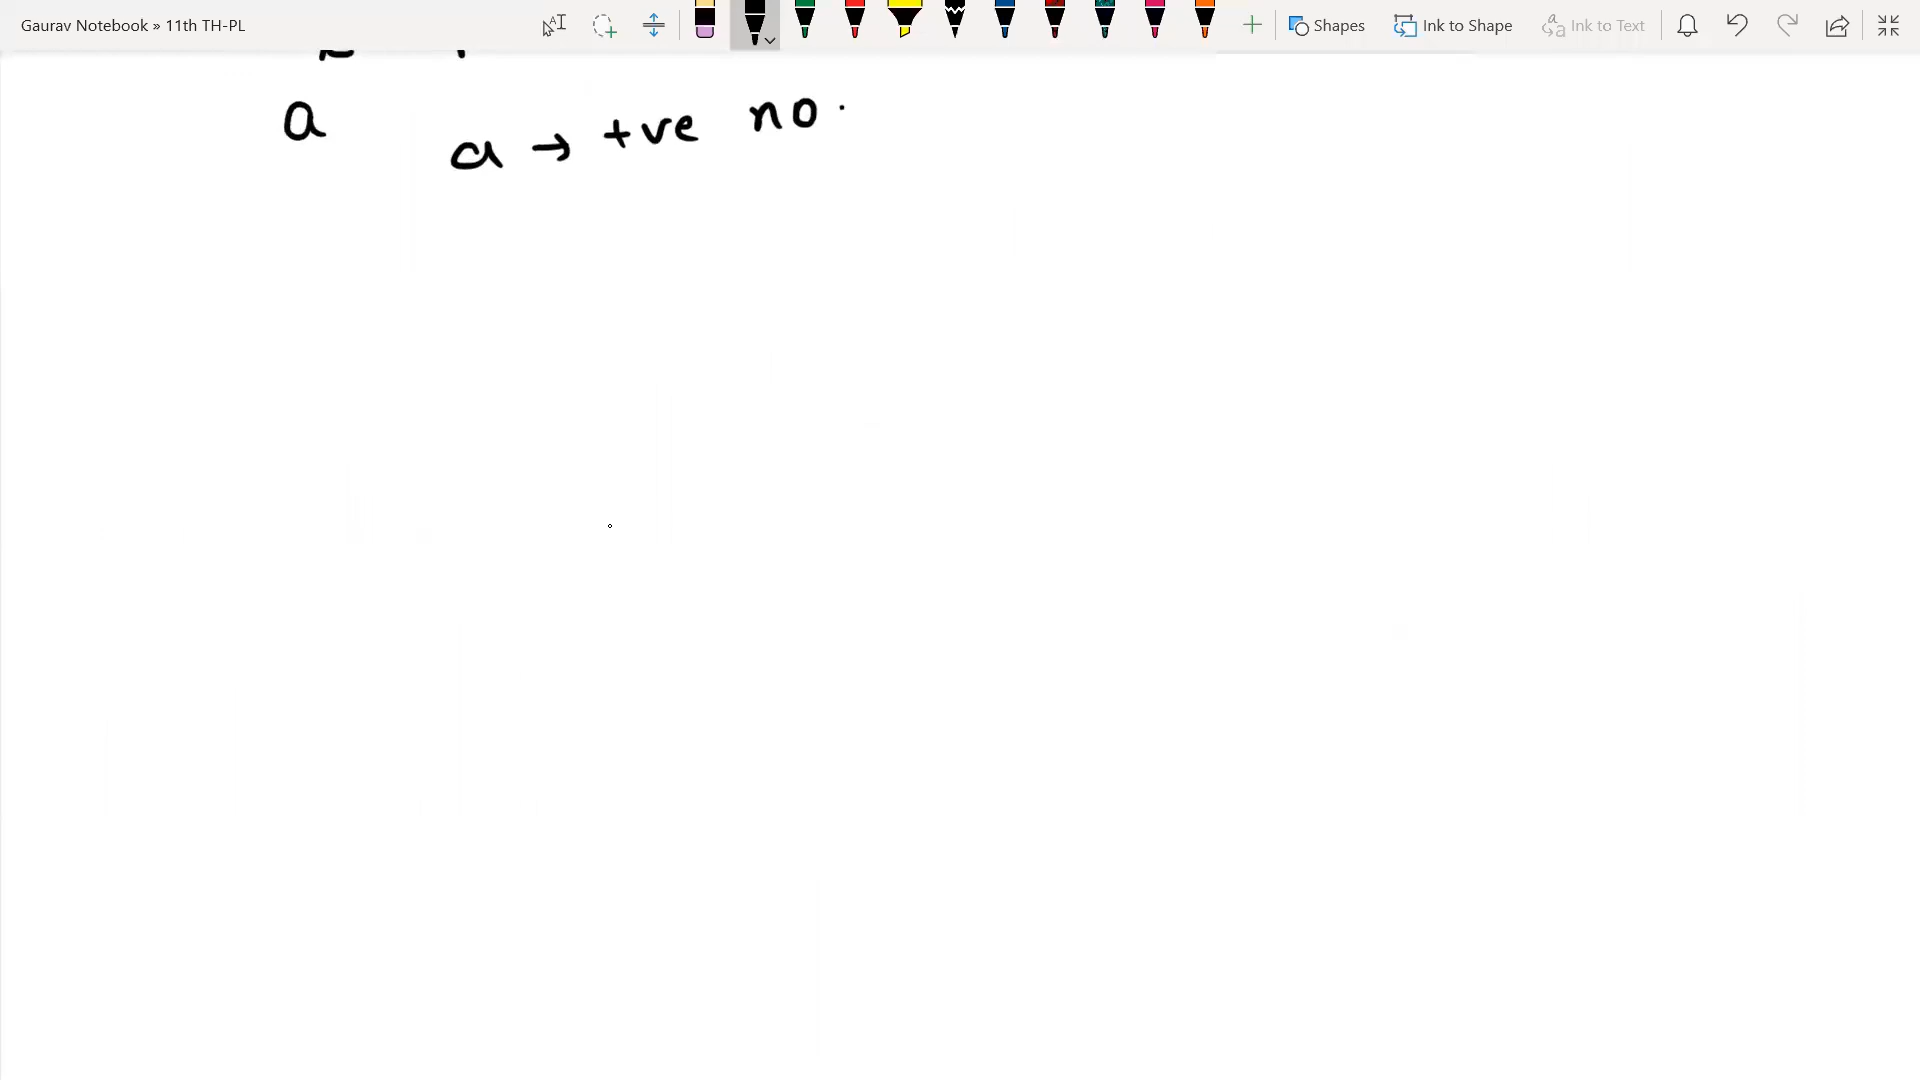 Gaurav Notebook » 11th TH-PL
Shapes
Ink to Shape
Ink to Text
a
a → +ve no.